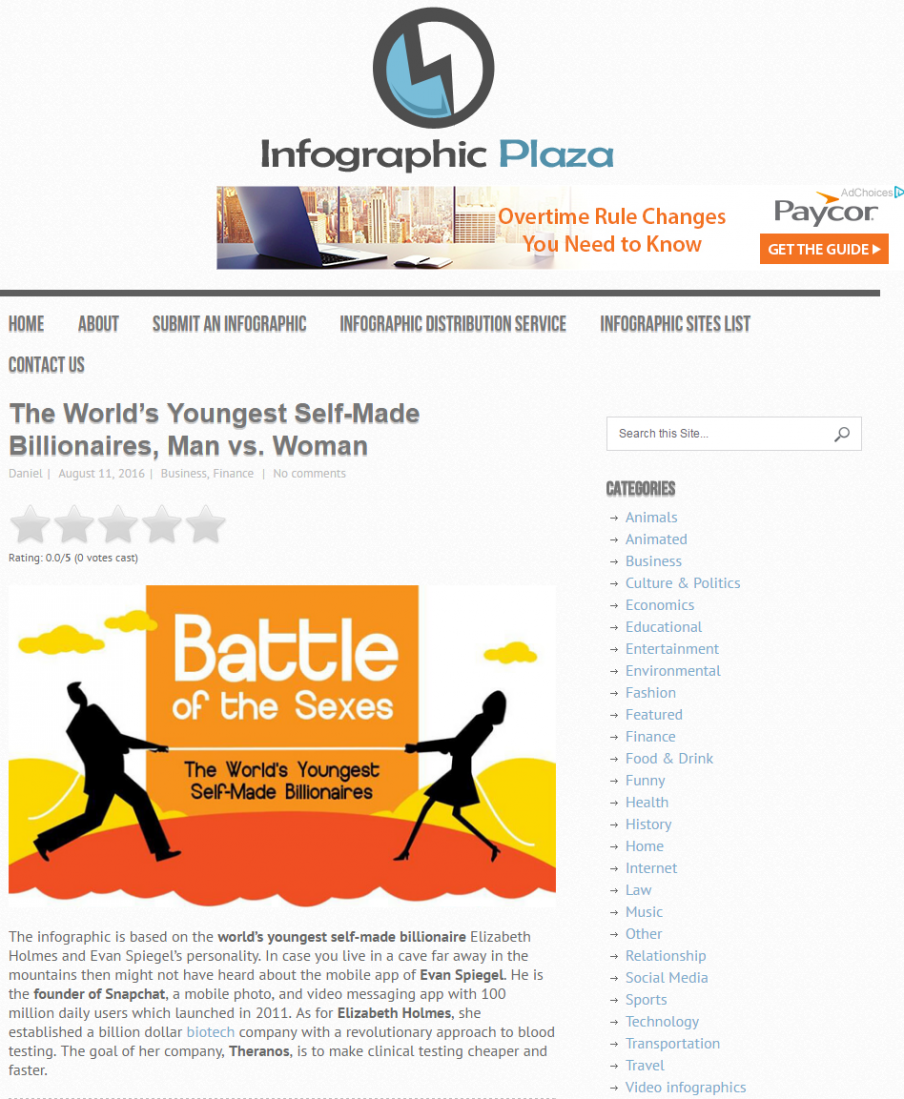 Infographic Plaza
AdChoices
Overtime Rule Changes
You Need to Know
Paycor
GET THE GUIDE
HOME ABOUT SUBMIT AN INFOGRAPHIC INFOGRAPHIC DISTRIBUTION SERVICE INFOGRAPHIC SITES LIST
CONTACT US
The World’s Youngest Self-Made
Billionaires, Man vs. Woman
Daniel | August 11, 2016 | Business, Finance | No comments
Rating: 0.0/5 (0 votes cast)
Battle
of the Sexes
The World's Youngest
Self-Made Billionaires
The infographic is based on the world’s youngest self-made billionaire Elizabeth
Holmes and Evan Spiegel’s personality. In case you live in a cave far away in the
mountains then might not have heard about the mobile app of Evan Spiegel. He is
the founder of Snapchat, a mobile photo, and video messaging app with 100
million daily users which launched in 2011. As for Elizabeth Holmes, she
established a billion dollar biotech company with a revolutionary approach to blood
testing. The goal of her company, Theranos, is to make clinical testing cheaper and
faster.
Search this Site...
CATEGORIES
Animals
Animated
Business
Culture & Politics
Economics
Educational
Entertainment
Environmental
Fashion
Featured
Finance
Food & Drink
Funny
Health
History
Home
Internet
Law
Music
Other
Relationship
Social Media
Sports
Technology
Transportation
Travel
Video infographics